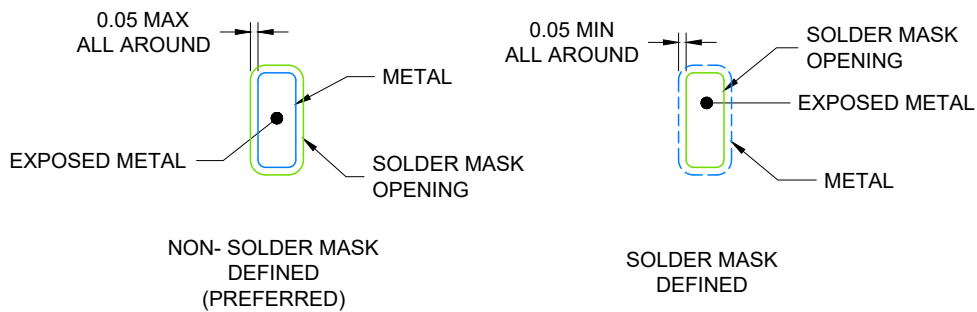 0.05 MAX
ALL AROUND
METAL
EXPOSED METAL
SOLDER MASK
OPENING
NON- SOLDER MASK
DEFINED
(PREFERRED)
0.05 MIN
ALL AROUND
SOLDER MASK
OPENING
EXPOSED METAL
METAL
SOLDER MASK
DEFINED